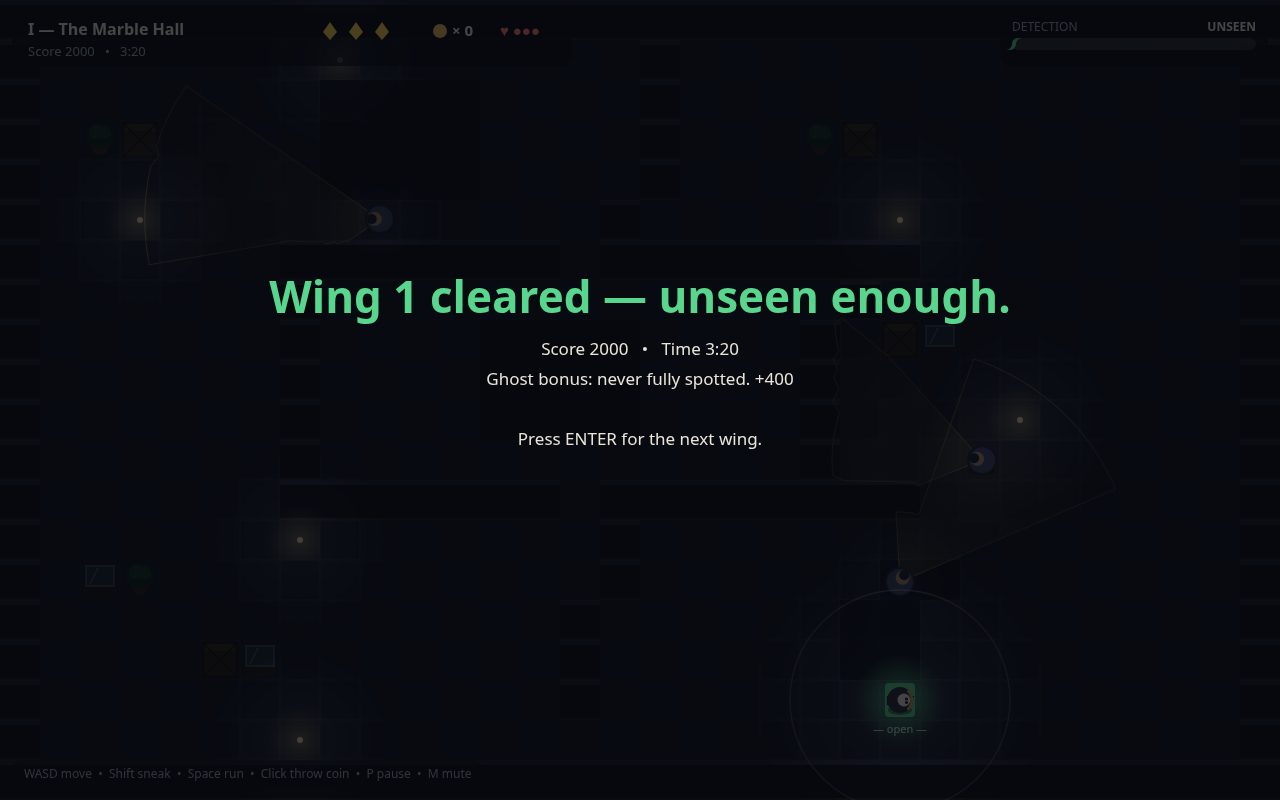 I — The Marble Hall
Score 2000 • 3:20
× 0
DETECTION UNSEEN
Wing 1 cleared — unseen enough.
Score 2000 • Time 3:20
Ghost bonus: never fully spotted. +400
Press ENTER for the next wing.
— open —
WASD move • Shift sneak • Space run • Click throw coin • P pause • M mute